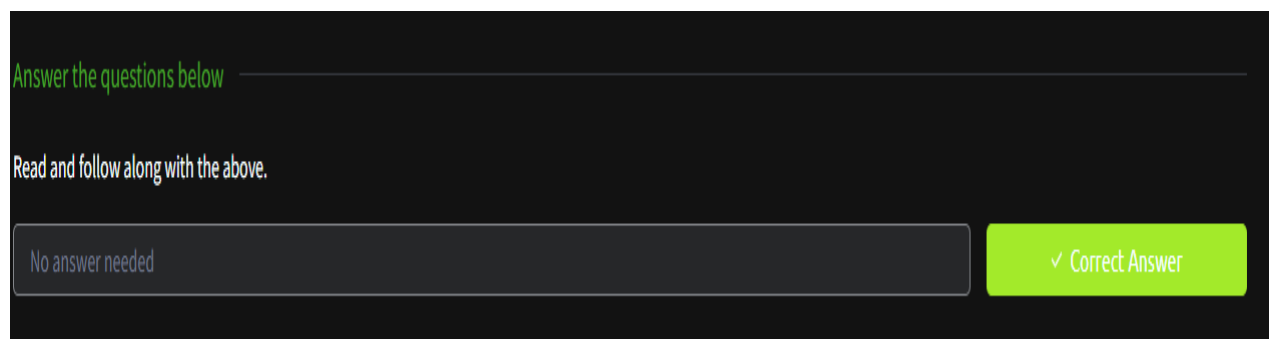 Answer the questions below
Read and follow along with the above.
No answer needed
✓ Correct Answer